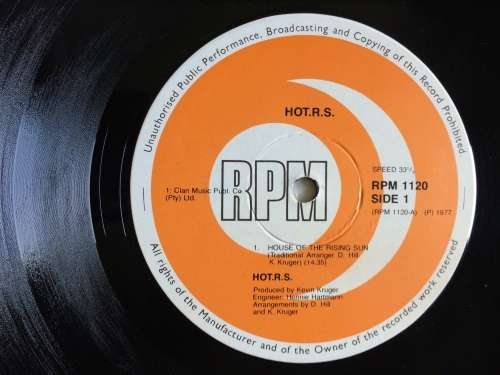 Unauthorised Public Performance, Broadcasting and Copying of this Record Prohibited
HOT.R.S.
SPEED 33⅓
RPM 1120
SIDE 1
(RPM 1120-A) (P) 1977
1: Clan Music Publ. Co.
(Pty) Ltd.
RPM
1. HOUSE OF THE RISING SUN
(Traditional Arranger D. Hill
K. Kruger) (14.35)
HOT.R.S.
Produced by Kevin Kruger
Engineer: Hennie Hartmann
Arrangements by D. Hill
and K. Kruger
All rights of the Manufacturer and of the Owner of the recorded work reserved